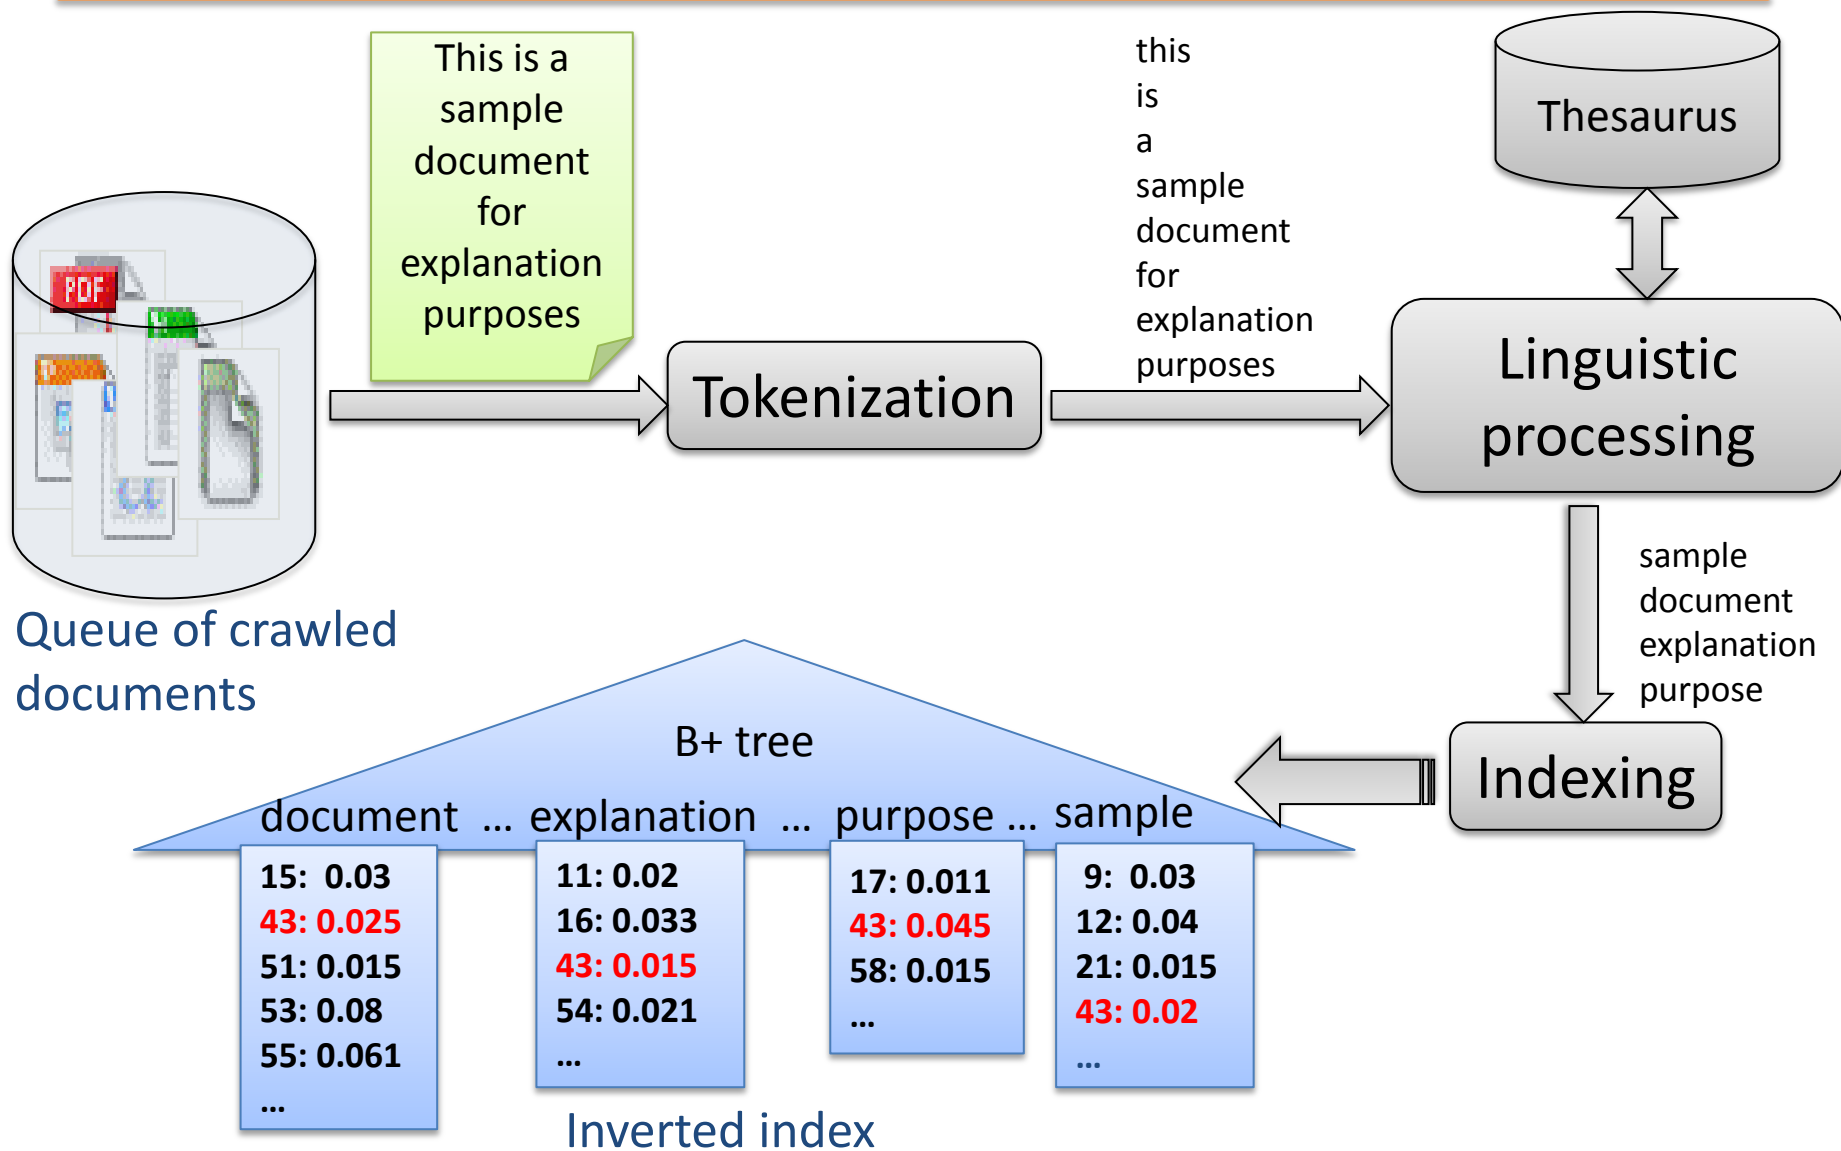 This is a
sample
document
for
explanation
purposes
this
is
a
sample
document
for
explanation
purposes
Thesaurus
PDF
Tokenization
Linguistic
processing
Queue of crawled
documents
sample
document
explanation
purpose
Indexing
B+ tree
document ... explanation ... purpose ... sample
15: 0.03
43: 0.025
51: 0.015
53: 0.08
55: 0.061
...
11: 0.02
16: 0.033
43: 0.015
54: 0.021
...
17: 0.011
43: 0.045
58: 0.015
...
9: 0.03
12: 0.04
21: 0.015
43: 0.02
...
Inverted index